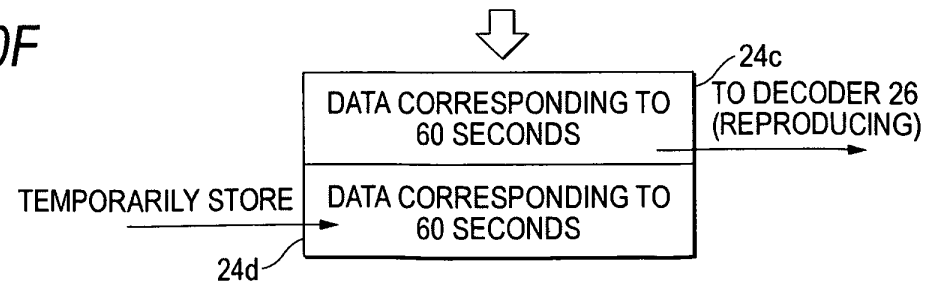 0F
24c
DATA CORRESPONDING TO
60 SECONDS
TO DECODER 26
(REPRODUCING)
TEMPORARILY STORE
DATA CORRESPONDING TO
60 SECONDS
24d